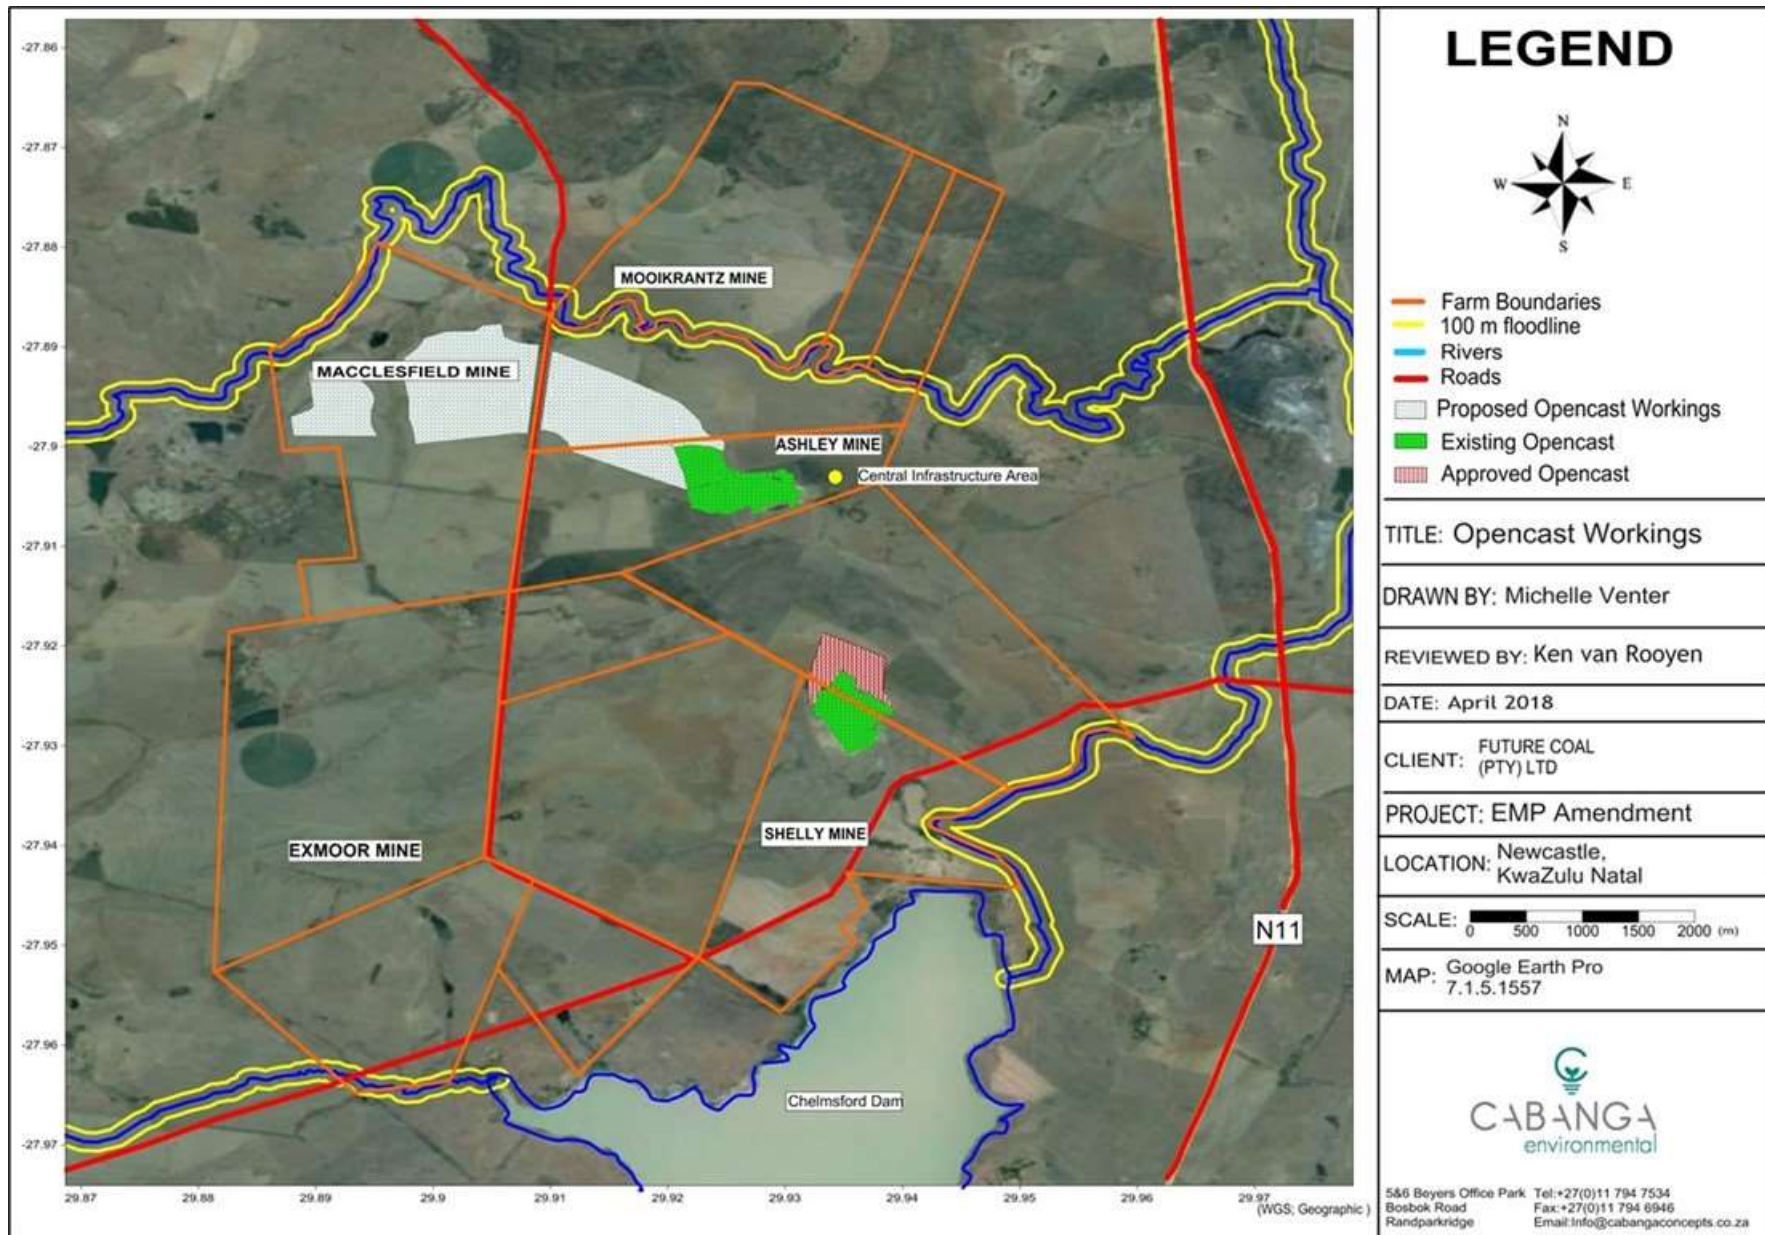 -27.86
-27.87
-27.88
-27.89
-27.9
-27.91
-27.92
-27.93
-27.94
-27.95
-27.96
-27.97
29.87 29.88 29.89 29.9 29.91 29.92 29.93 29.94 29.95 29.96 29.97
(WGS; Geographic )
MOOIKRANTZ MINE
MACCLESFIELD MINE
ASHLEY MINE
Central Infrastructure Area
SHELLY MINE
EXMOOR MINE
N11
Chelmsford Dam
LEGEND
N
W E
S
Farm Boundaries
100 m floodline
Rivers
Roads
Proposed Opencast Workings
Existing Opencast
Approved Opencast
TITLE: Opencast Workings
DRAWN BY: Michelle Venter
REVIEWED BY: Ken van Rooyen
DATE: April 2018
CLIENT: FUTURE COAL
(PTY) LTD
PROJECT: EMP Amendment
LOCATION: Newcastle,
KwaZulu Natal
SCALE: 0 500 1000 1500 2000 (m)
MAP: Google Earth Pro
7.1.5.1557
CABANGA
environmental
5&6 Beyers Office Park Tel:+27(0)11 794 7534
Bosbok Road Fax:+27(0)11 794 6946
Randparkridge Email:Info@cabangaconcepts.co.za